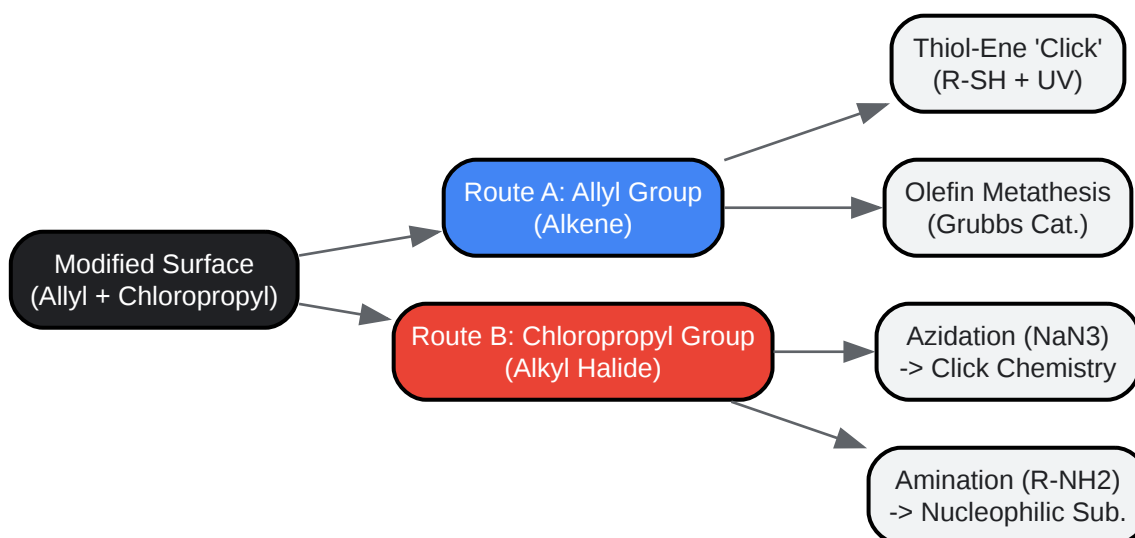 Thiol-Ene 'Click'
(R-SH + UV)
Route A: Allyl Group
(Alkene)
Olefin Metathesis
(Grubbs Cat.)
Modified Surface
(Allyl + Chloropropyl)
Route B: Chloropropyl Group
(Alkyl Halide)
Azidation (NaN3)
-> Click Chemistry
Amination (R-NH2)
-> Nucleophilic Sub.